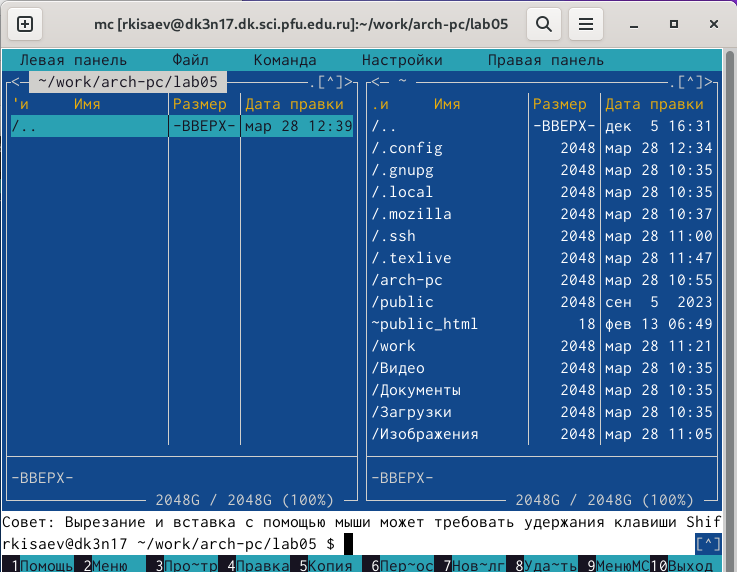 mc [rkisaev@dk3n17.dk.sci.pfu.edu.ru]:~/work/arch-pc/lab05
Левая панель Файл Команда Настройки Правая панель
<— ~/work/arch-pc/lab05 .[^]> <— ~ .[^]>
'и Имя Размер Дата правки .и Имя Размер Дата правки
/.. -ВВЕРХ- мар 28 12:39 /.. -ВВЕРХ- дек 5 16:31
/.config 2048 мар 28 12:34
/.gnupg 2048 мар 28 10:35
/.local 2048 мар 28 10:35
/.mozilla 2048 мар 28 10:37
/.ssh 2048 мар 28 11:00
/.texlive 2048 мар 28 11:47
/arch-pc 2048 мар 28 10:55
/public 2048 сен 5 2023
~public_html 18 фев 13 06:49
/work 2048 мар 28 11:21
/Видео 2048 мар 28 10:35
/Документы 2048 мар 28 10:35
/Загрузки 2048 мар 28 10:35
/Изображения 2048 мар 28 11:05
-ВВЕРХ- -ВВЕРХ-
2048G / 2048G (100%) 2048G / 2048G (100%)
Совет: Вырезание и вставка с помощью мыши может требовать удержания клавиши Shif
rkisaev@dk3n17 ~/work/arch-pc/lab05 $ [^]
1Помощь 2Меню 3Про~тр 4Правка 5Копия 6Пер~ос 7Нов~лг 8Уда~ть 9МенюМС 10Выход